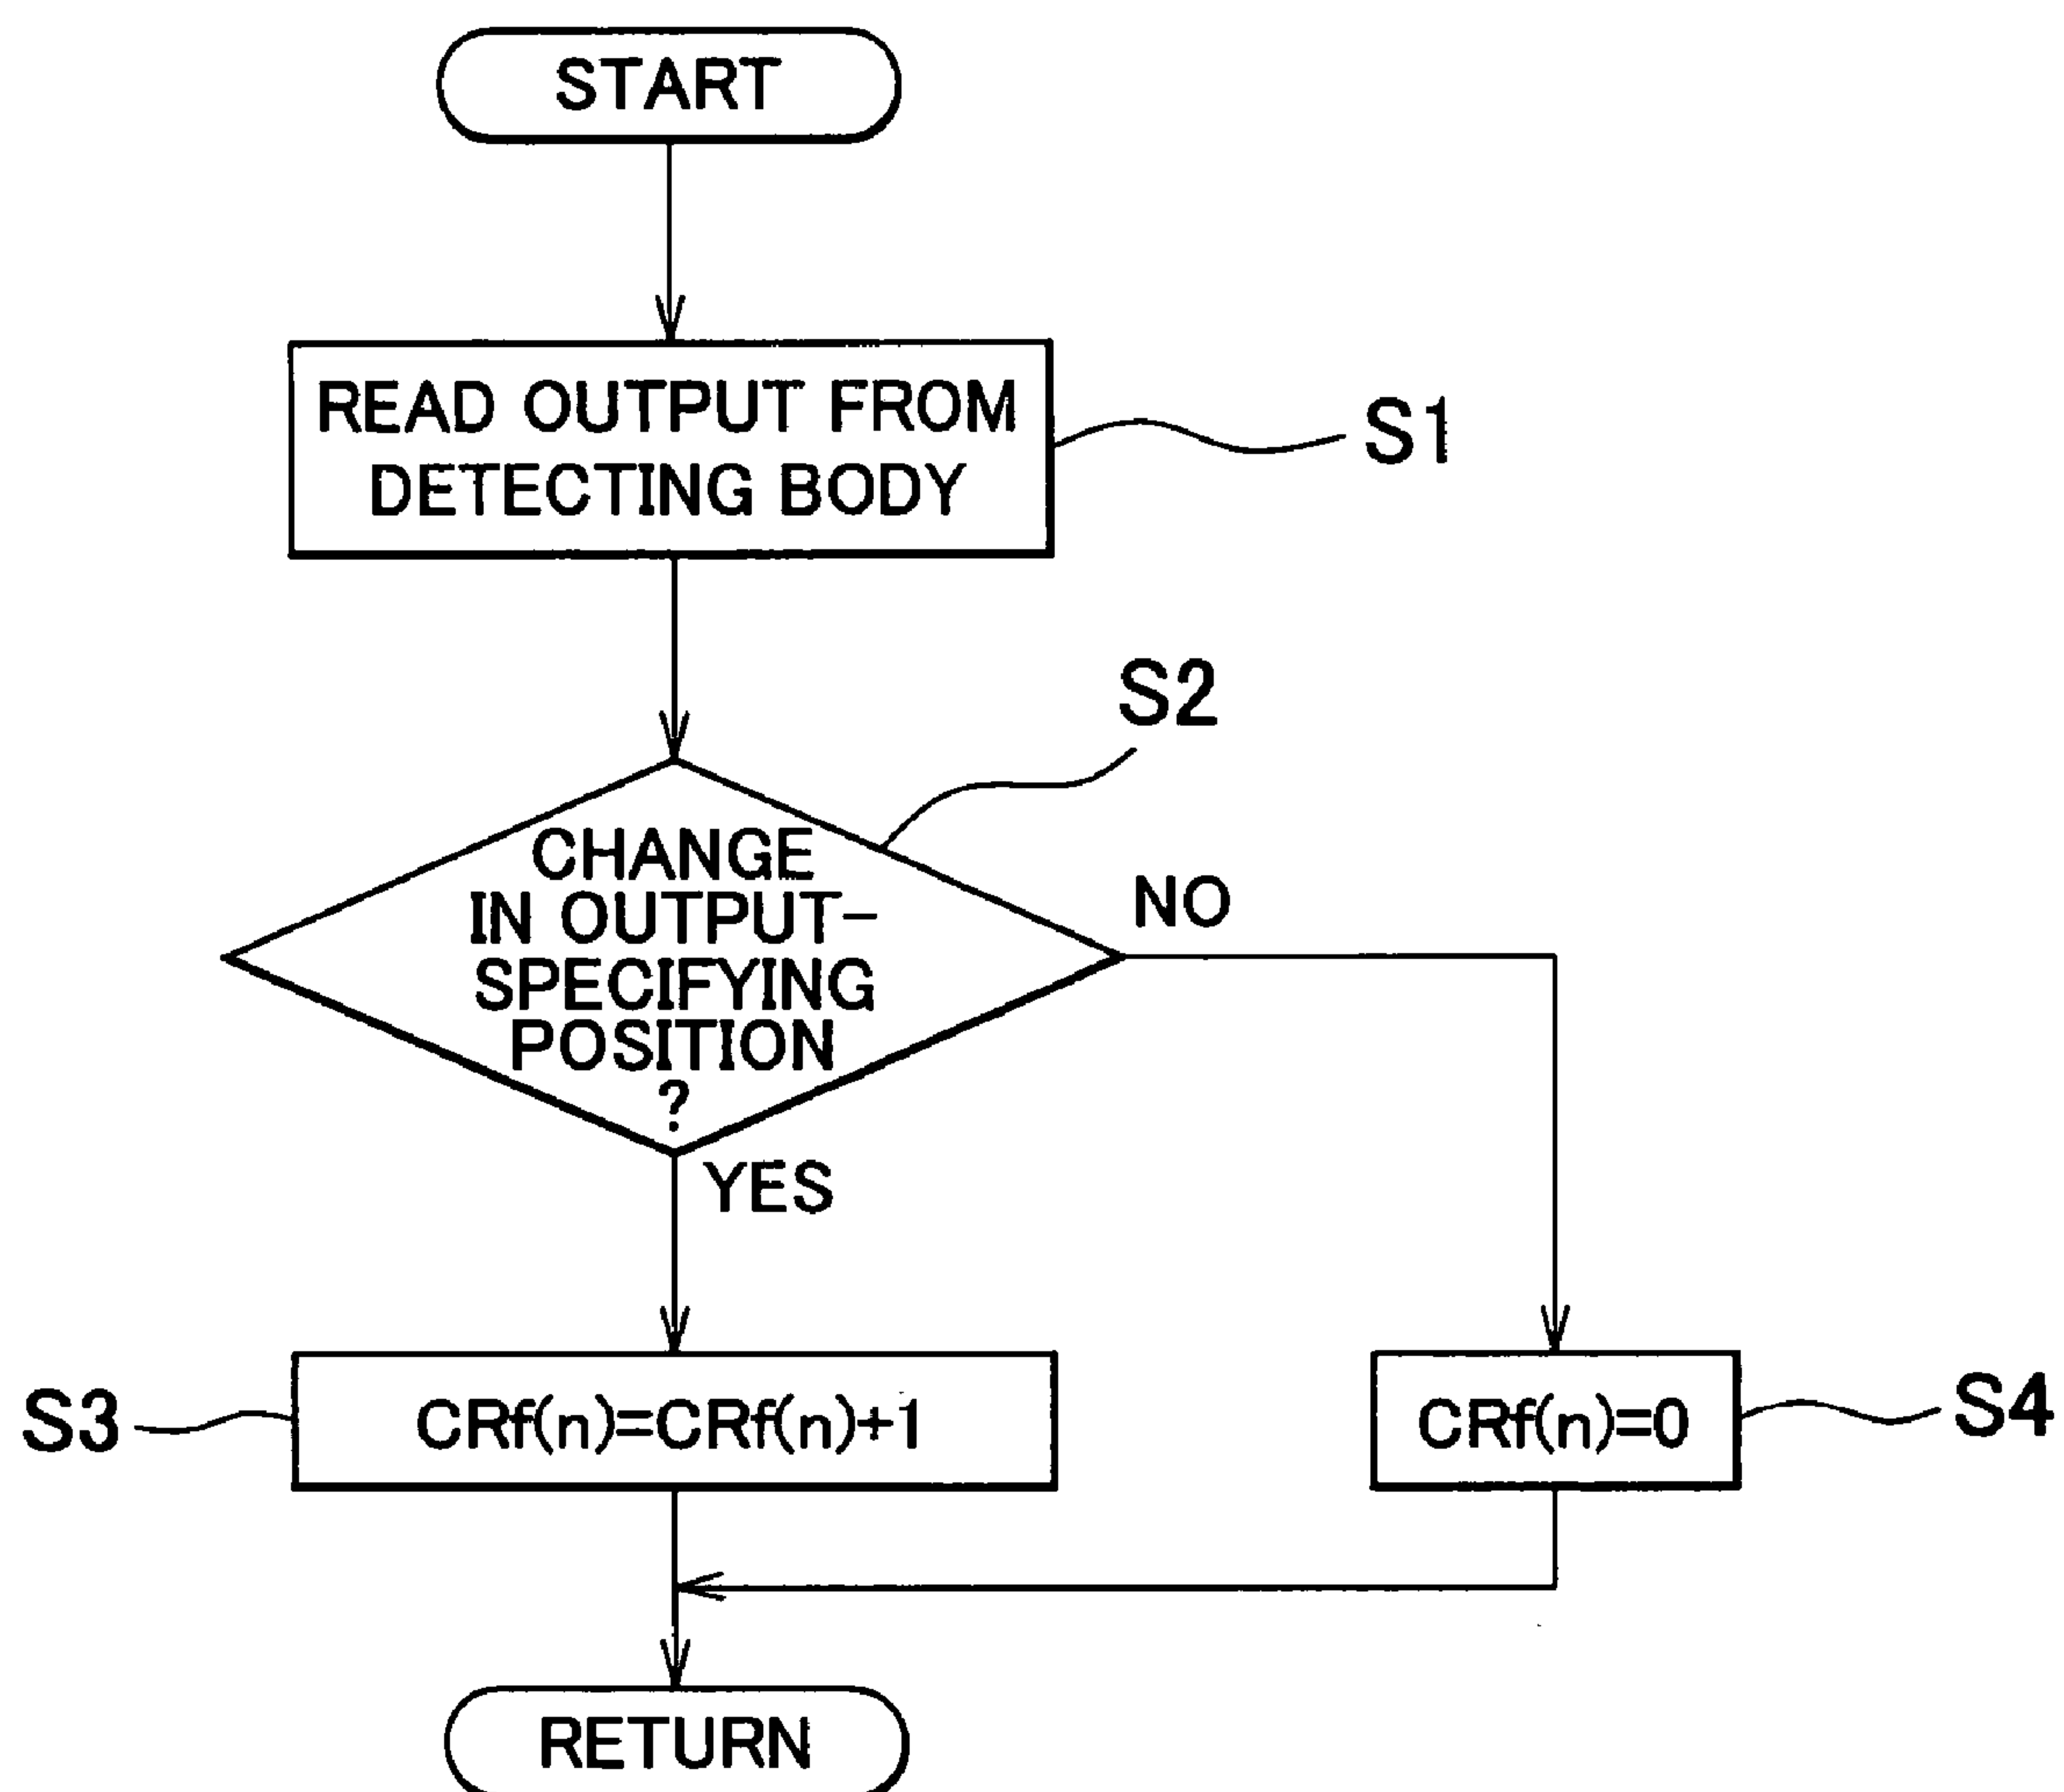 START
READ OUTPUT FROM
DETECTING BODY
S1
S2
CHANGE
IN OUTPUT-
SPECIFYING
POSITION
?
NO
YES
S3
CRf(n)=CRf(n)+1
CRf(n)=0
S4
RETURN